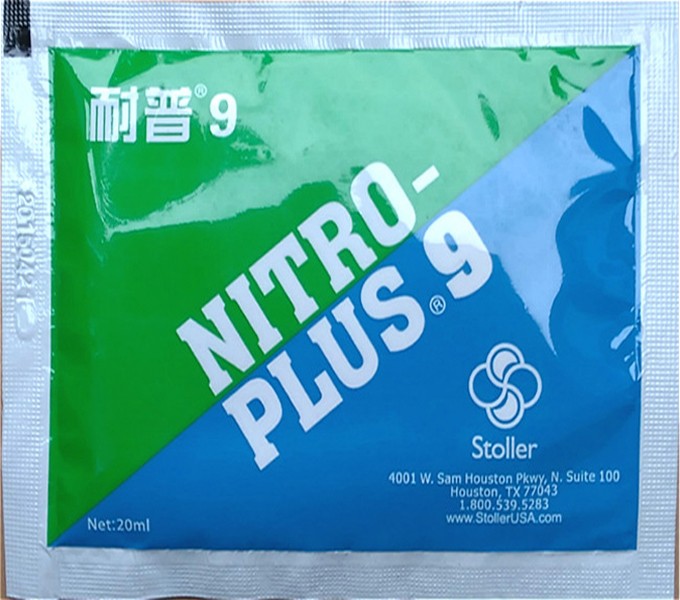 耐普® 9
NITRO-
PLUS® 9
Stoller
4001 W. Sam Houston Pkwy, N. Suite 100
Houston, TX 77043
1.800.539.5283
www.StollerUSA.com
Net:20ml